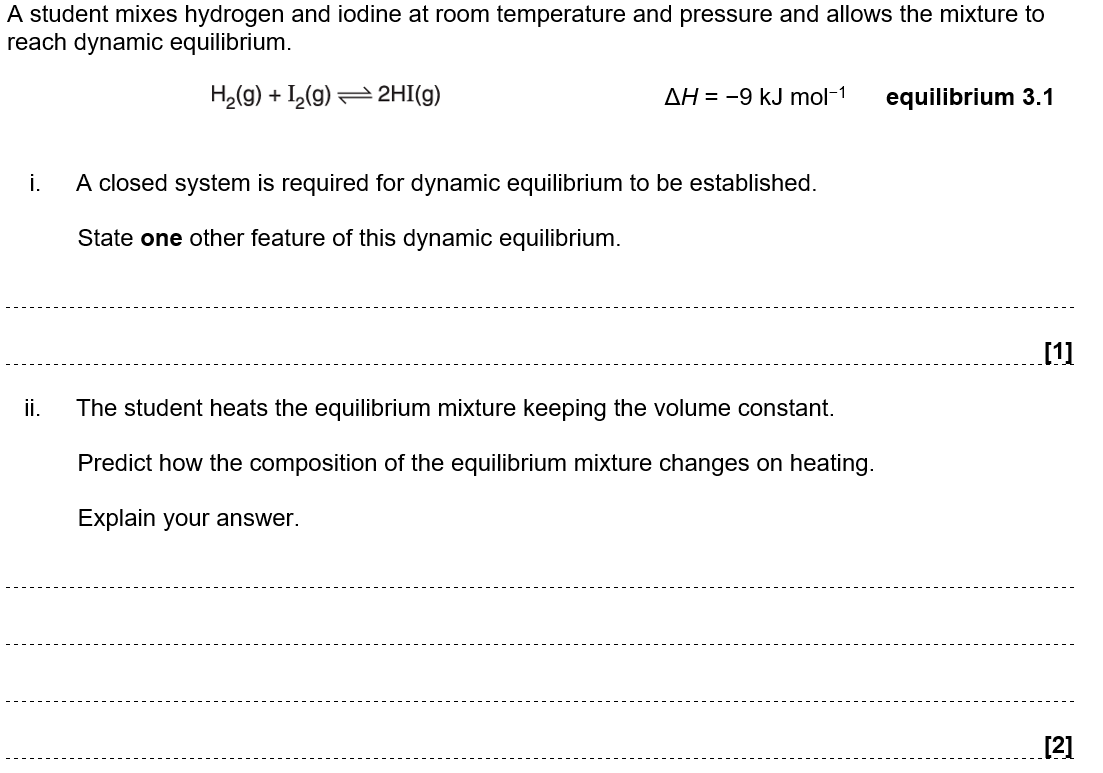 A student mixes hydrogen and iodine at room temperature and pressure and allows the mixture to
reach dynamic equilibrium.
H₂(g) + I₂(g) ⇌ 2HI(g) ΔH = −9 kJ mol⁻¹ equilibrium 3.1
i. A closed system is required for dynamic equilibrium to be established.
State one other feature of this dynamic equilibrium.
[1]
ii. The student heats the equilibrium mixture keeping the volume constant.
Predict how the composition of the equilibrium mixture changes on heating.
Explain your answer.
[2]